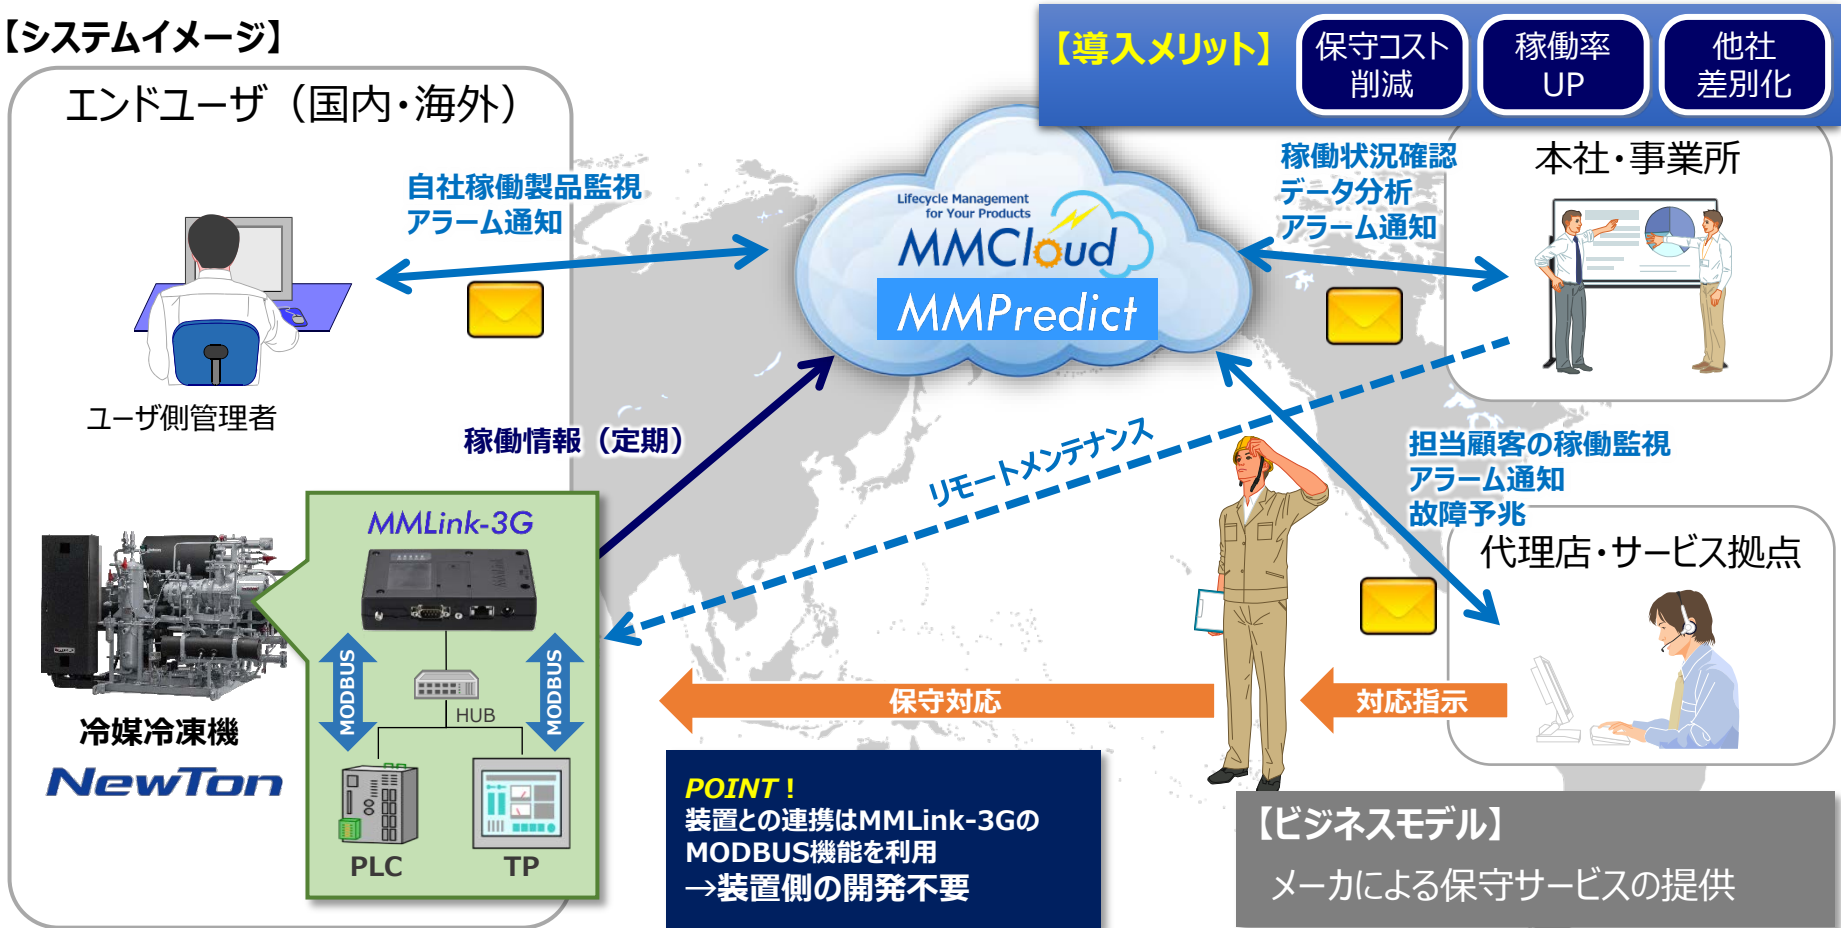 【システムイメージ】
【導入メリット】
保守コスト
削減
稼働率
UP
他社
差別化
エンドユーザ（国内・海外）
自社稼働製品監視
アラーム通知
ユーザ側管理者
Lifecycle Management
for Your Products
MMCloud
MMPredict
稼働状況確認
データ分析
アラーム通知
本社・事業所
稼働情報（定期）
リモートメンテナンス
担当顧客の稼働監視
アラーム通知
故障予兆
代理店・サービス拠点
MMLink-3G
MODBUS
MODBUS
HUB
PLC
TP
冷媒冷凍機
NewTon
保守対応
対応指示
POINT！
装置との連携はMMLink-3Gの
MODBUS機能を利用
→装置側の開発不要
【ビジネスモデル】
メーカによる保守サービスの提供